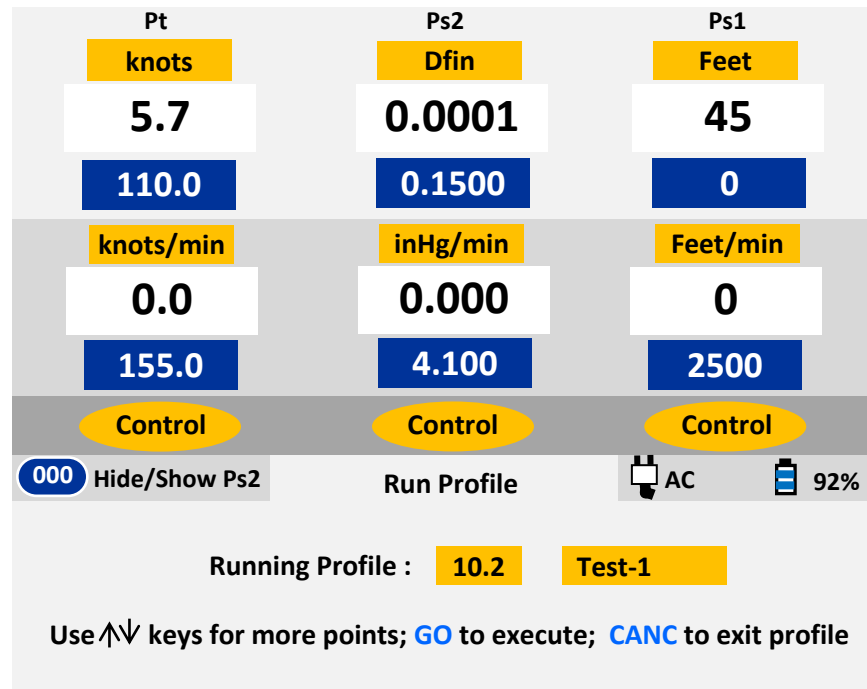 Pt Ps2 Ps1
knots Dfin Feet
5.7 0.0001 45
110.0 0.1500 0
knots/min inHg/min Feet/min
0.0 0.000 0
155.0 4.100 2500
Control Control Control
000 Hide/Show Ps2 Run Profile AC 92%
Running Profile : 10.2 Test-1
Use ↑↓ keys for more points; GO to execute; CANC to exit profile